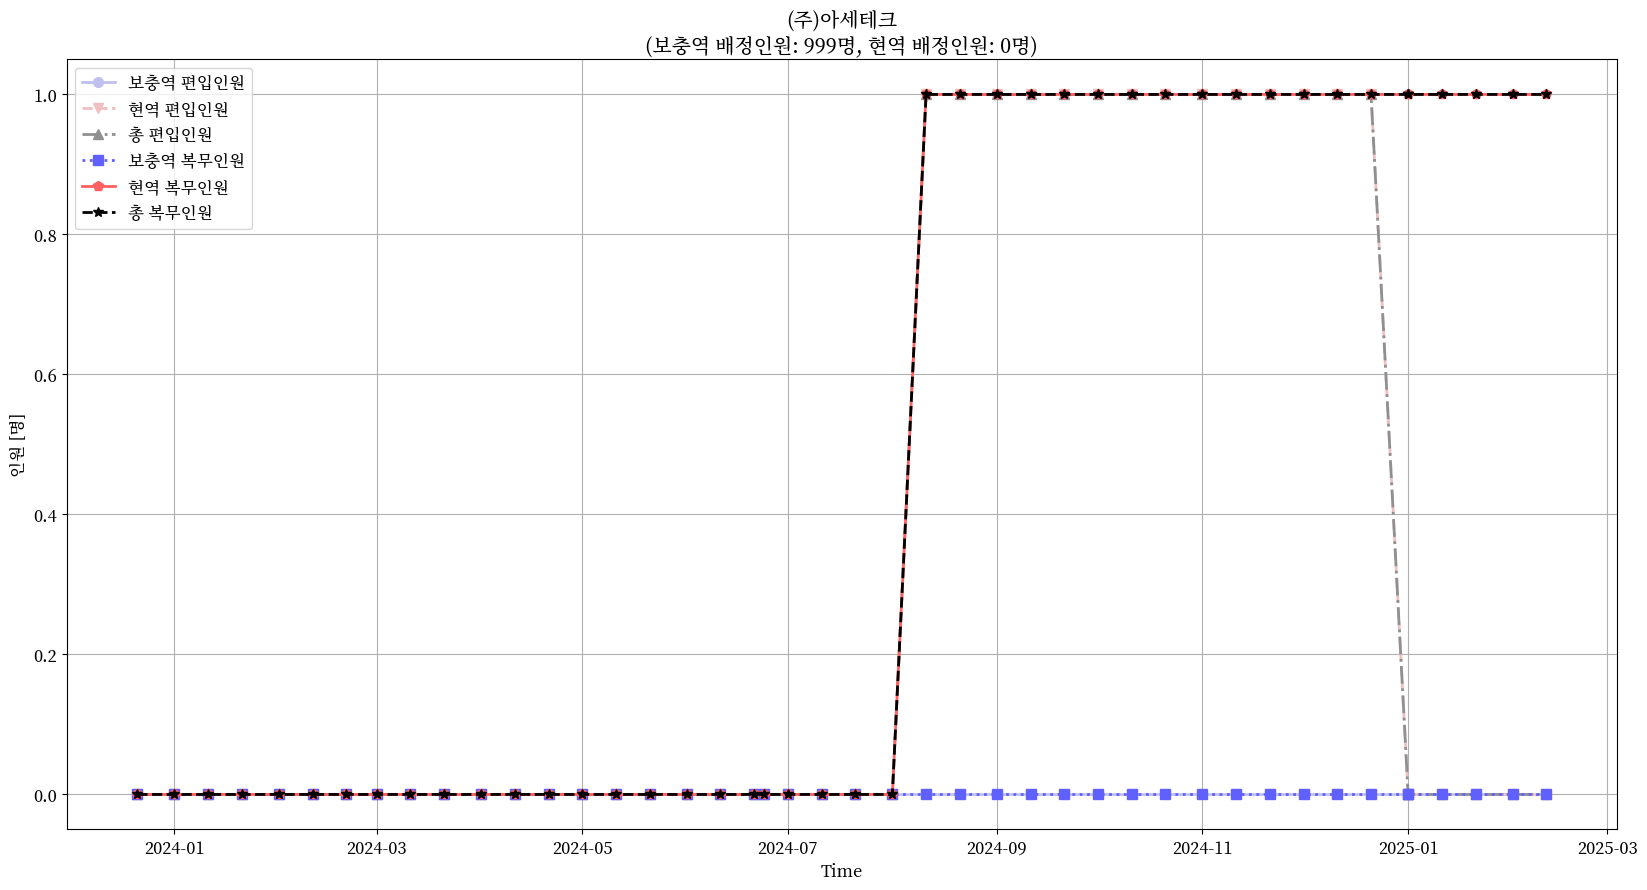 (주)아세테크
(보충역 배정인원: 999명, 현역 배정인원: 0명)
보충역 편입인원
현역 편입인원
총 편입인원
보충역 복무인원
현역 복무인원
총 복무인원
1.0
0.8
0.6
0.4
0.2
0.0
인원 [명]
2024-01
2024-03
2024-05
2024-07
2024-09
2024-11
2025-01
2025-03
Time